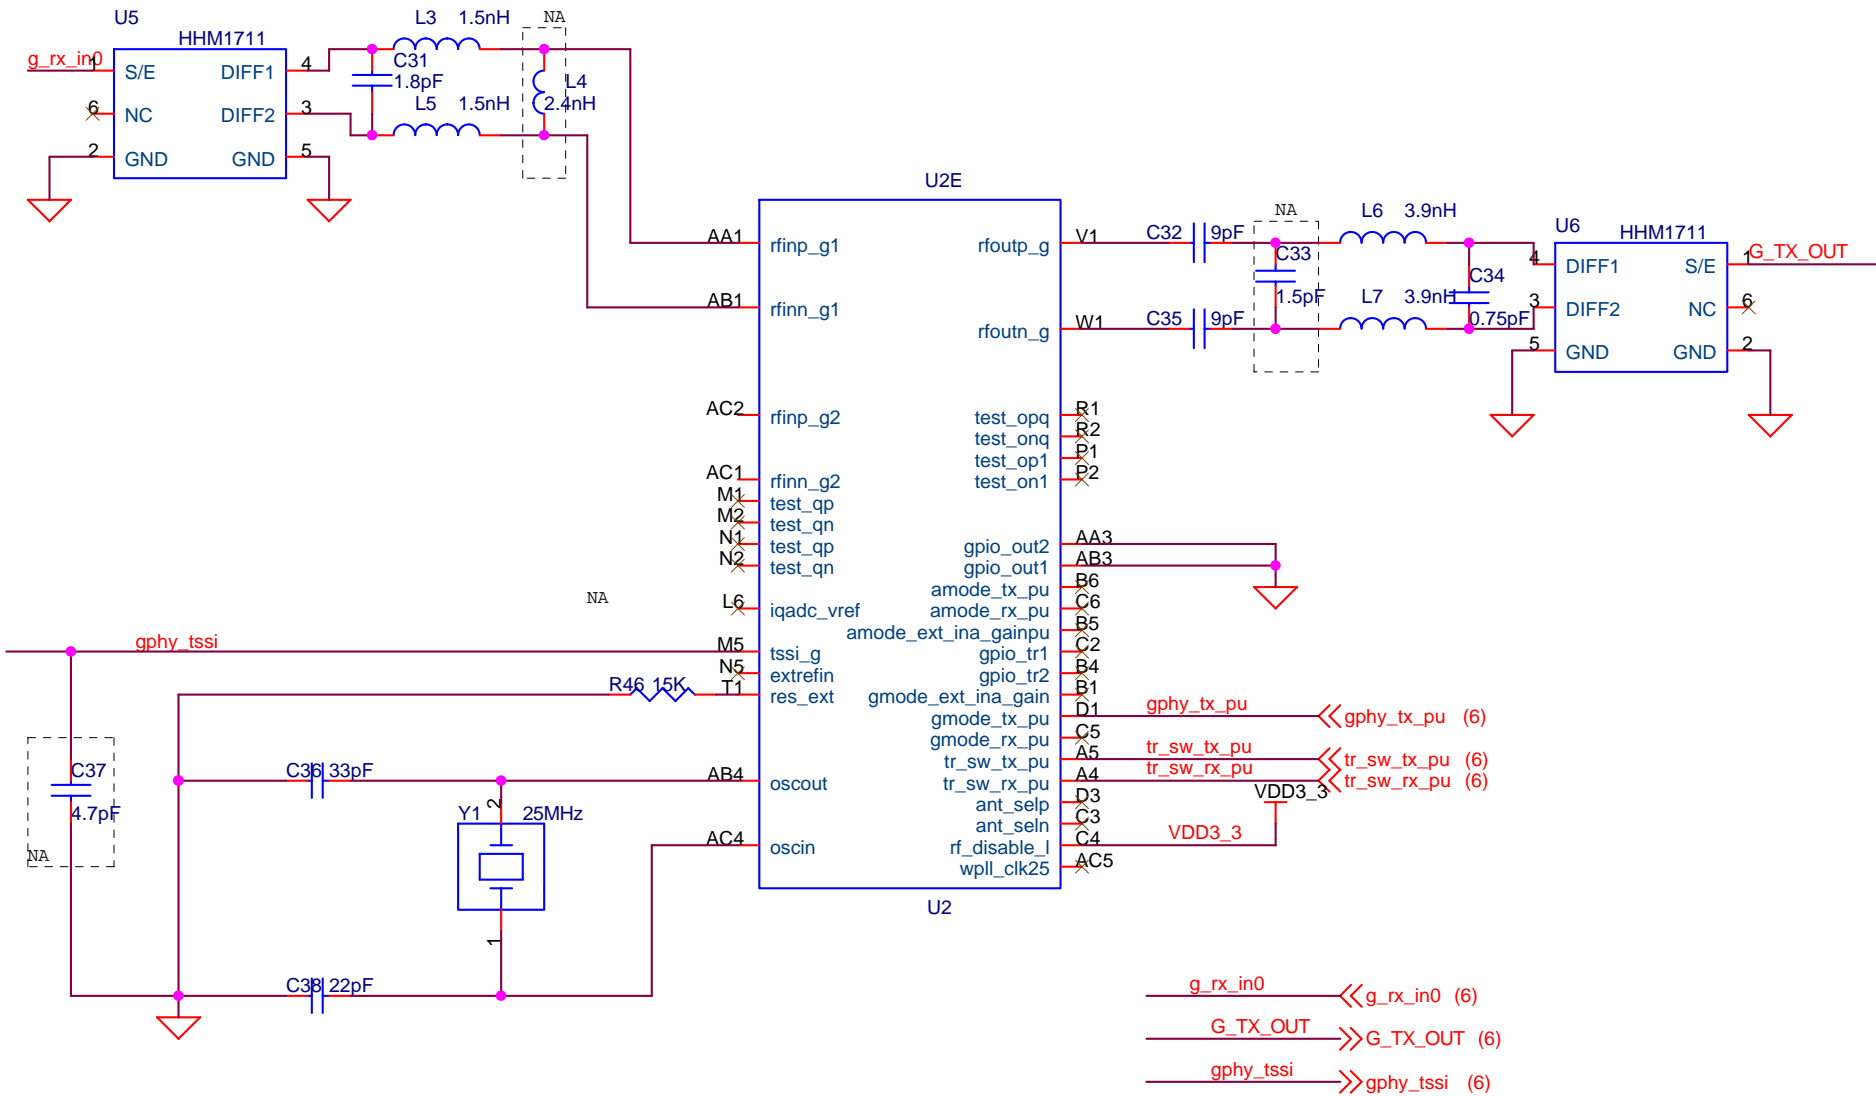 U5
HHM1711
g_rx_in0
1
S/E
DIFF1
4
6
NC
DIFF2
3
2
GND
GND
5
L3 1.5nH
C31
1.8pF
L5 1.5nH
NA
L4
2.4nH
U2E
AA1 rfinp_g1
AB1 rfinn_g1
AC2 rfinp_g2
AC1 rfinn_g2
M1 test_qp
M2 test_qn
N1 test_qp
N2 test_qn
NA
L6 iqadc_vref
gphy_tssi
M5 tssi_g
N5 extrefin
R46 15K
T1 res_ext
C37
4.7pF
NA
C36 33pF
AB4 oscout
Y1 25MHz
2
1
AC4 oscin
C38 22pF
rfoutp_g V1
rfoutn_g W1
test_opq R1
test_onq R2
test_op1 P1
test_on1 P2
gpio_out2 AA3
gpio_out1 AB3
amode_tx_pu B6
amode_rx_pu C6
amode_ext_ina_gainpu B5
gpio_tr1 C2
gpio_tr2 B4
gmode_ext_ina_gain B1
gmode_tx_pu D1
gmode_rx_pu C5
tr_sw_tx_pu A5
tr_sw_rx_pu A4
ant_selp D3
ant_seln C3
rf_disable_l C4
wpll_clk25 AC5
U2
C32 9pF
C35 9pF
NA
C33
1.5pF
L6 3.9nH
L7 3.9nH
C34
0.75pF
U6
HHM1711
4
DIFF1
S/E
1
G_TX_OUT
3
DIFF2
NC
6
5
GND
GND
2
gphy_tx_pu
gphy_tx_pu (6)
tr_sw_tx_pu
tr_sw_tx_pu (6)
tr_sw_rx_pu
tr_sw_rx_pu (6)
VDD3_3
VDD3_3
g_rx_in0
g_rx_in0 (6)
G_TX_OUT
G_TX_OUT (6)
gphy_tssi
gphy_tssi (6)